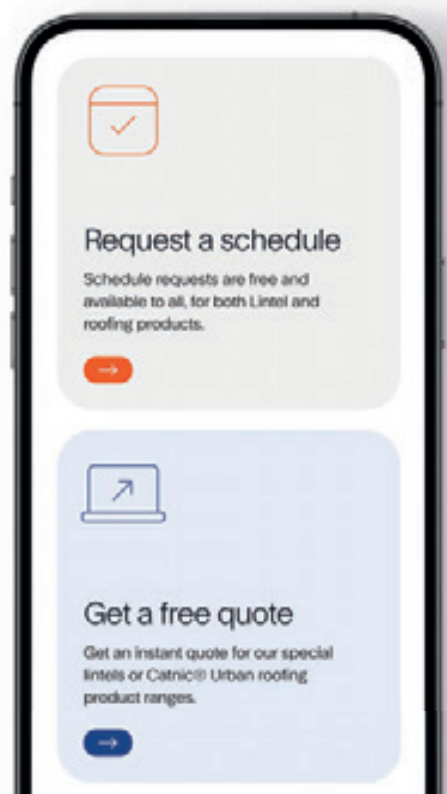 Request a schedule
Schedule requests are free and
available to all, for both Lintel and
roofing products.
Get a free quote
Get an instant quote for our special
lintels or Catnic® Urban roofing
product ranges.